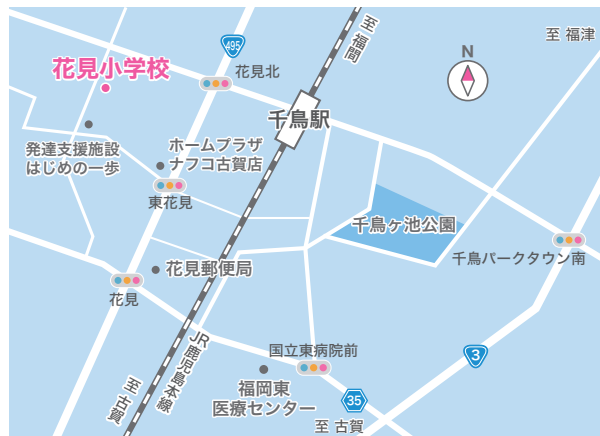 至 福津
495
至 福間
N
花見小学校
花見北
千鳥駅
ホームプラザ
ナフコ古賀店
発達支援施設
はじめの一歩
東花見
千鳥ヶ池公園
千鳥パークタウン南
花見郵便局
花見
JR鹿児島本線
国立東病院前
3
福岡東
医療センター
35
至 古賀
至 古賀